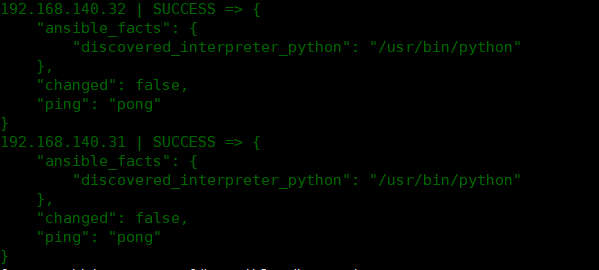 192.168.140.32 | SUCCESS => {
    "ansible_facts": {
        "discovered_interpreter_python": "/usr/bin/python"
    },
    "changed": false,
    "ping": "pong"
}
192.168.140.31 | SUCCESS => {
    "ansible_facts": {
        "discovered_interpreter_python": "/usr/bin/python"
    },
    "changed": false,
    "ping": "pong"
}